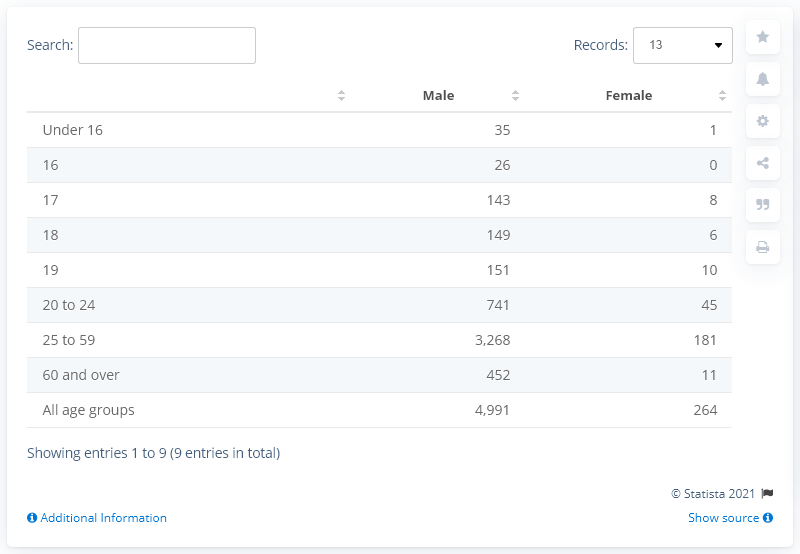 Search:
Records: 13
Male Female
Under 16 35 1
16 26 0
17 143 8
18 149 6
19 151 10
20 to 24 741 45
25 to 59 3,268 181
60 and over 452 11
All age groups 4,991 264
Showing entries 1 to 9 (9 entries in total)
© Statista 2021
Additional Information Show source